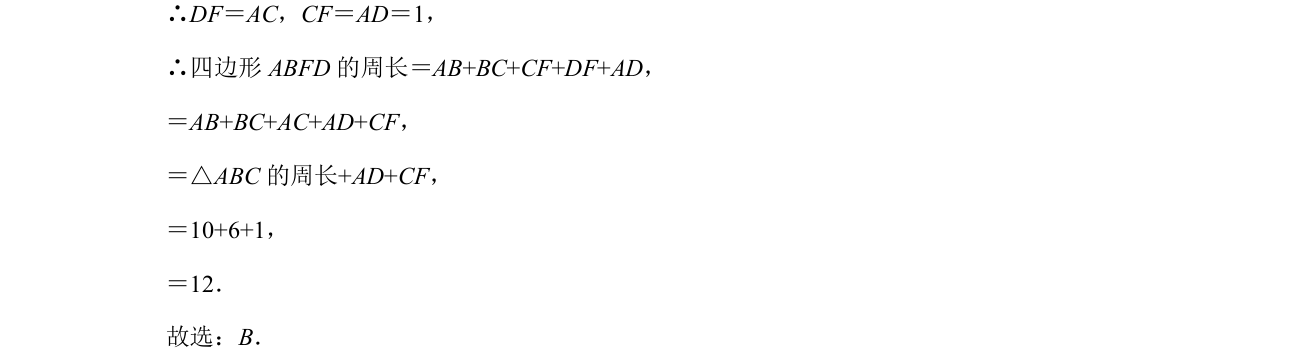 ∴DF＝AC，CF＝AD＝1，
∴四边形 ABFD 的周长＝AB+BC+CF+DF+AD，
＝AB+BC+AC+AD+CF，
＝△ABC 的周长+AD+CF，
＝10+6+1，
＝12．
故选：B．